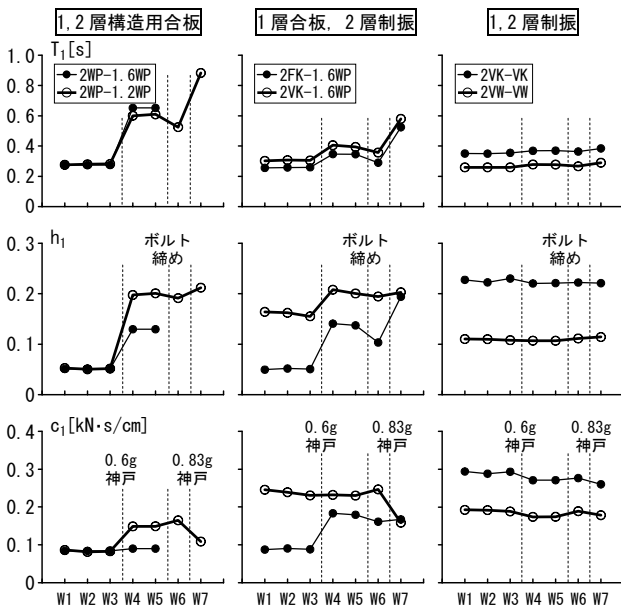 1,2層構造用合板
1層合板, 2層制振
1,2層制振
T1[s]
1.0
0.8
0.6
0.4
0.2
0
2WP-1.6WP
2WP-1.2WP
2FK-1.6WP
2VK-1.6WP
2VK-VK
2VW-VW
h1
0.3
0.2
0.1
0
ボルト
締め
ボルト
締め
ボルト
締め
c1[kN·s/cm]
0.4
0.3
0.2
0.1
0
0.6g
神戸
0.83g
神戸
0.6g
神戸
0.83g
神戸
0.6g
神戸
0.83g
神戸
W1 W2 W3 W4 W5 W6 W7
W1 W2 W3 W4 W5 W6 W7
W1 W2 W3 W4 W5 W6 W7